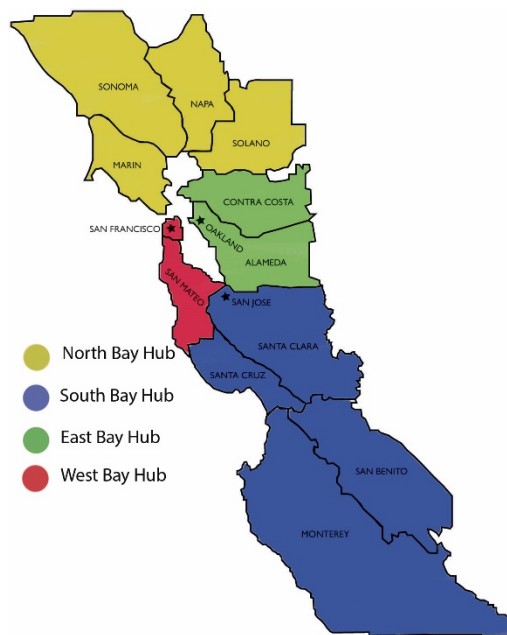 SONOMA
NAPA
SOLANO
MARIN
CONTRA COSTA
SAN FRANCISCO
OAKLAND
ALAMEDA
SAN MATEO
SAN JOSE
SANTA CLARA
SANTA CRUZ
SAN BENITO
MONTEREY
North Bay Hub
South Bay Hub
East Bay Hub
West Bay Hub